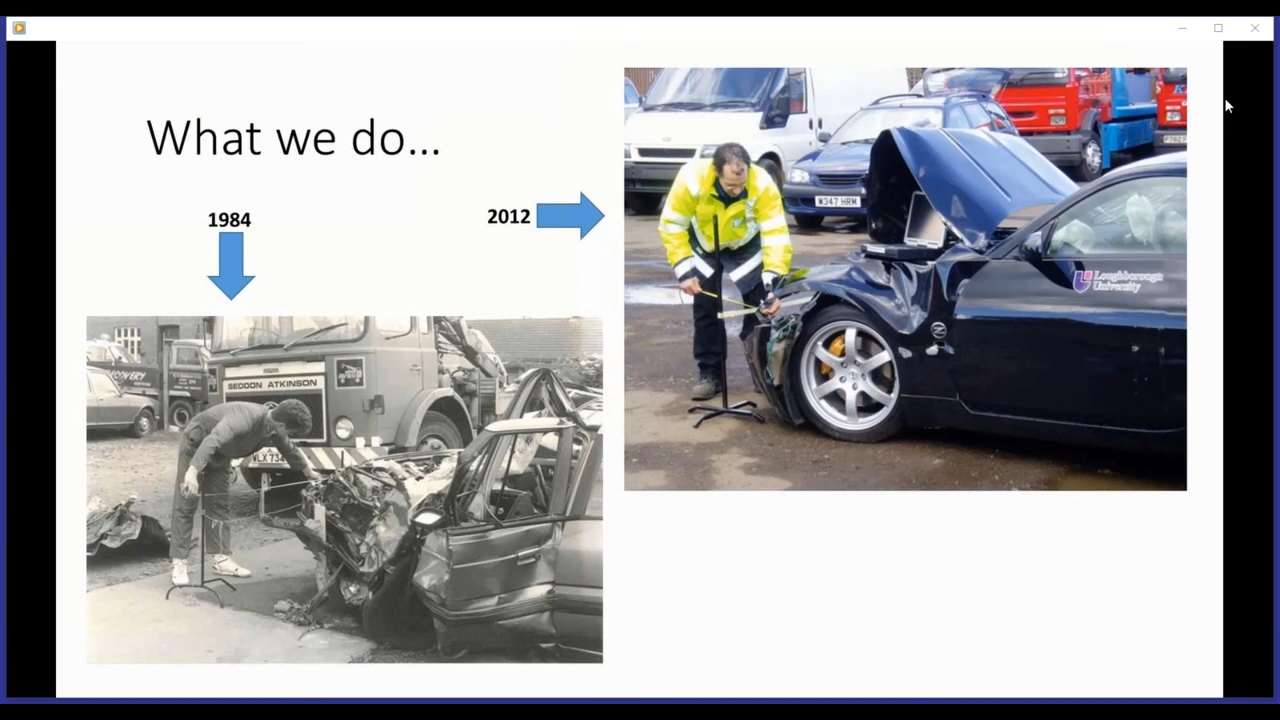 What we do...
1984
2012
W347 HRM
Loughborough
University
Z
SEDDON ATKINSON